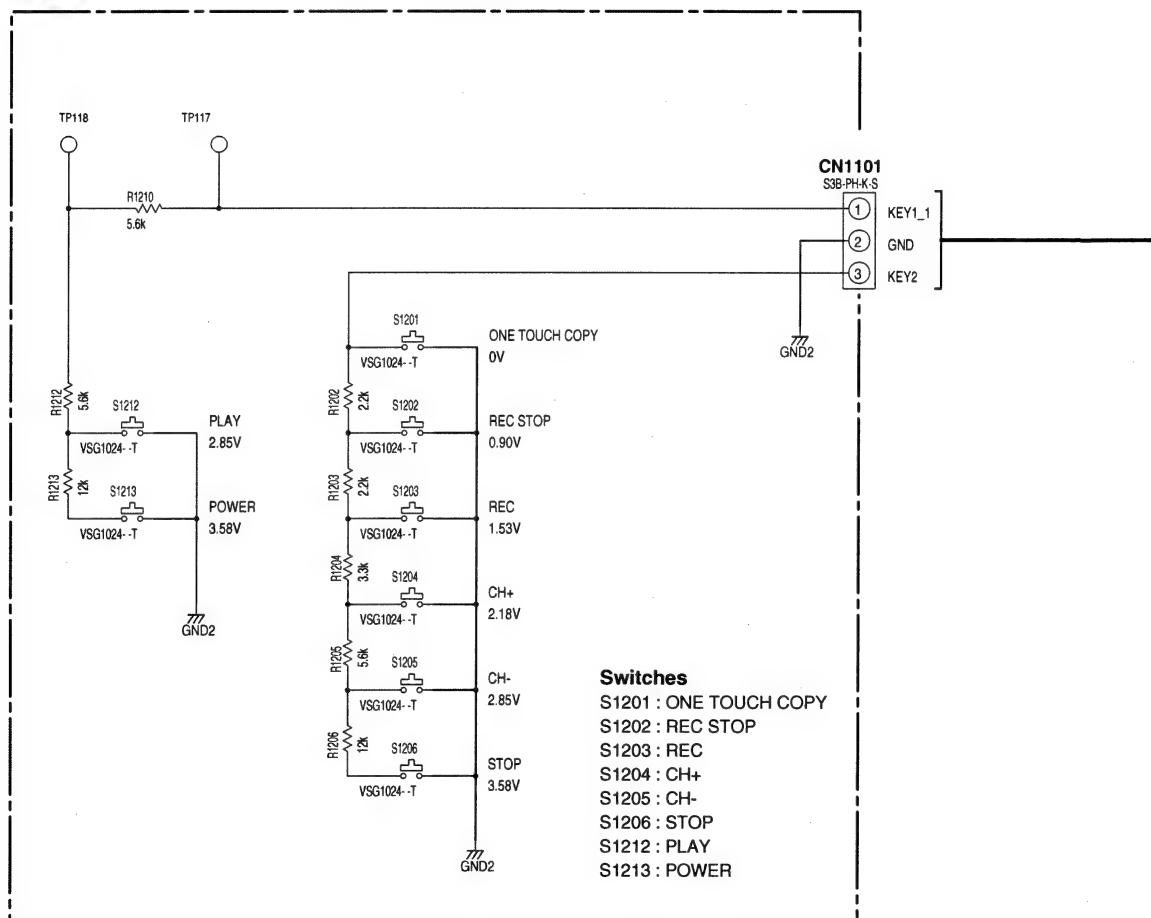 TP118
TP117
R1210
5.6k
CN1101
S3B-PH-K-S
1 KEY1_1
2 GND
3 KEY2
GND2
R1212
5.6k
S1212
VSG1024--T
PLAY
2.85V
R1213
12k
S1213
VSG1024--T
POWER
3.58V
GND2
S1201
VSG1024--T
ONE TOUCH COPY
0V
R1202
2.2k
S1202
VSG1024--T
REC STOP
0.90V
R1203
2.2k
S1203
VSG1024--T
REC
1.53V
R1204
3.3k
S1204
VSG1024--T
CH+
2.18V
R1205
5.6k
S1205
VSG1024--T
CH-
2.85V
R1206
12k
S1206
VSG1024--T
STOP
3.58V
GND2
Switches
S1201 : ONE TOUCH COPY
S1202 : REC STOP
S1203 : REC
S1204 : CH+
S1205 : CH-
S1206 : STOP
S1212 : PLAY
S1213 : POWER